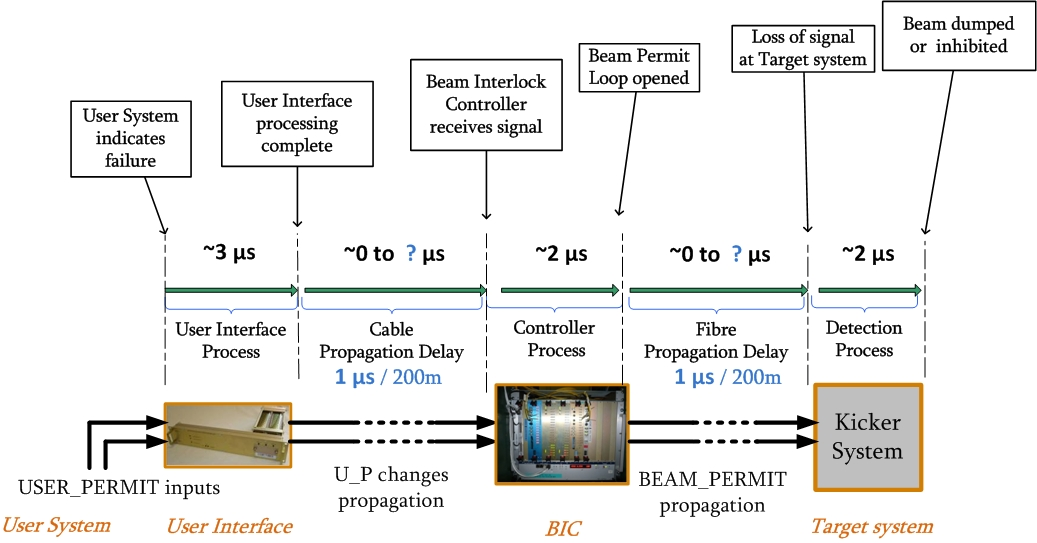 Beam dumped
or inhibited
Loss of signal
at Target system
Beam Permit
Loop opened
Beam Interlock
Controller
receives signal
User Interface
processing
complete
User System
indicates
failure
~3 µs
~0 to ? µs
~2 µs
~0 to ? µs
~2 µs
User Interface
Process
Cable
Propagation Delay
1 µs / 200m
Controller
Process
Fibre
Propagation Delay
1 µs / 200m
Detection
Process
Kicker
System
USER_PERMIT inputs
U_P changes
propagation
BEAM_PERMIT
propagation
User System
User Interface
BIC
Target system